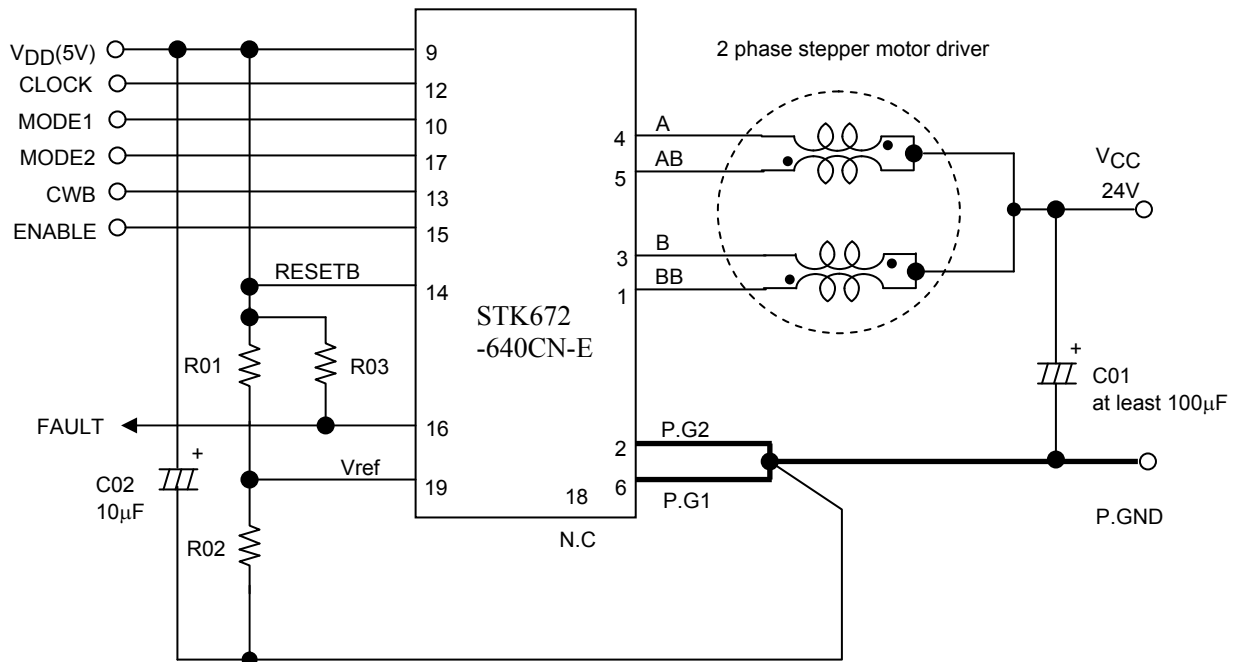 VDD(5V)
9
CLOCK
12
MODE1
10
MODE2
17
CWB
13
ENABLE
15
RESETB
14
STK672
-640CN-E
R01
R03
FAULT
16
Vref
19
C02
10μF
+
R02
18
N.C
2 phase stepper motor driver
4
A
5
AB
3
B
1
BB
VCC
24V
+
C01
at least 100μF
2
P.G2
6
P.G1
P.GND